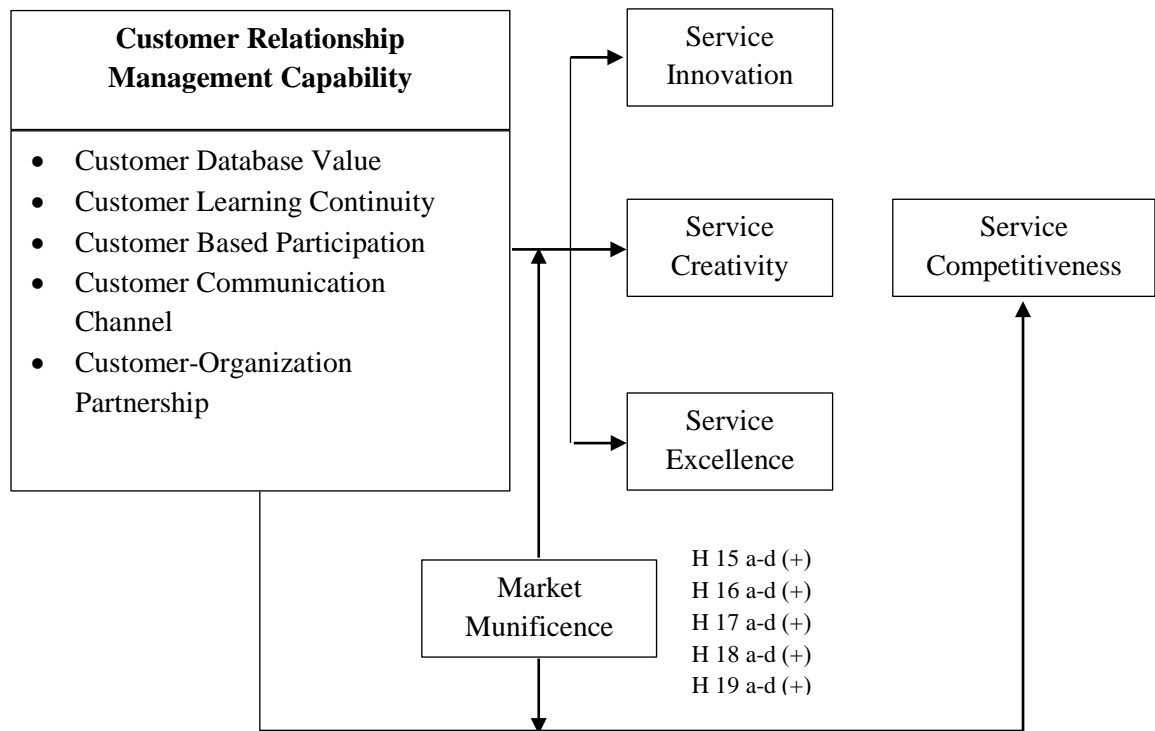 Customer Relationship
Management Capability
• Customer Database Value
• Customer Learning Continuity
• Customer Based Participation
• Customer Communication
Channel
• Customer-Organization
Partnership
Service
Innovation
Service
Creativity
Service
Excellence
Service
Competitiveness
Market
Munificence
H 15 a-d (+)
H 16 a-d (+)
H 17 a-d (+)
H 18 a-d (+)
H 19 a-d (+)